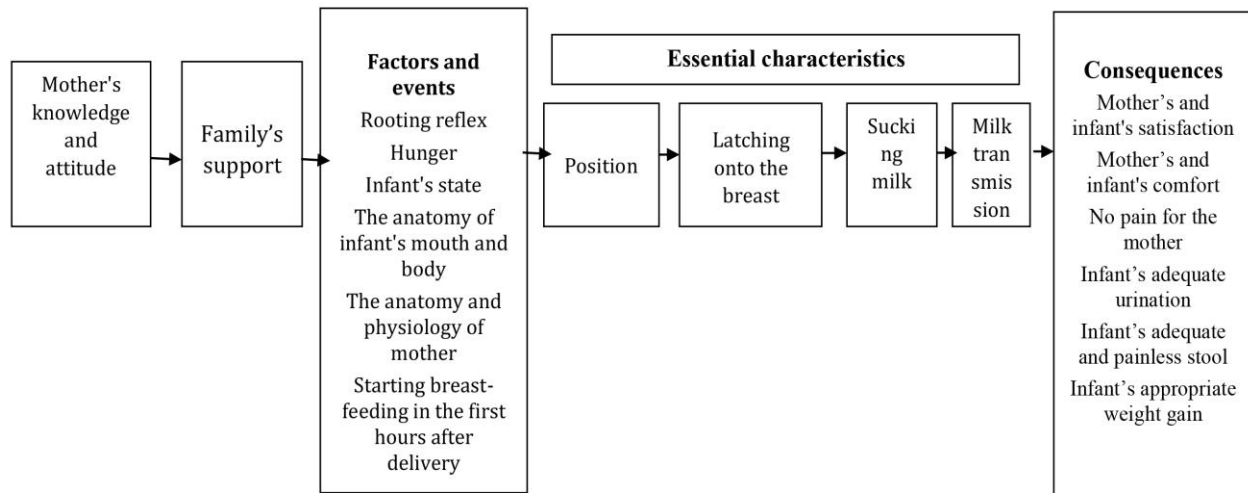 Mother's
knowledge
and
attitude
Family’s
support
Factors and
events
Rooting reflex
Hunger
Infant's state
The anatomy of
infant's mouth and
body
The anatomy and
physiology of
mother
Starting breast-
feeding in the first
hours after
delivery
Essential characteristics
Position
Latching
onto the
breast
Sucki
ng
milk
Milk
tran
smis
sion
Consequences
Mother’s and
infant's satisfaction
Mother’s and
infant's comfort
No pain for the
mother
Infant’s adequate
urination
Infant’s adequate
and painless stool
Infant’s appropriate
weight gain